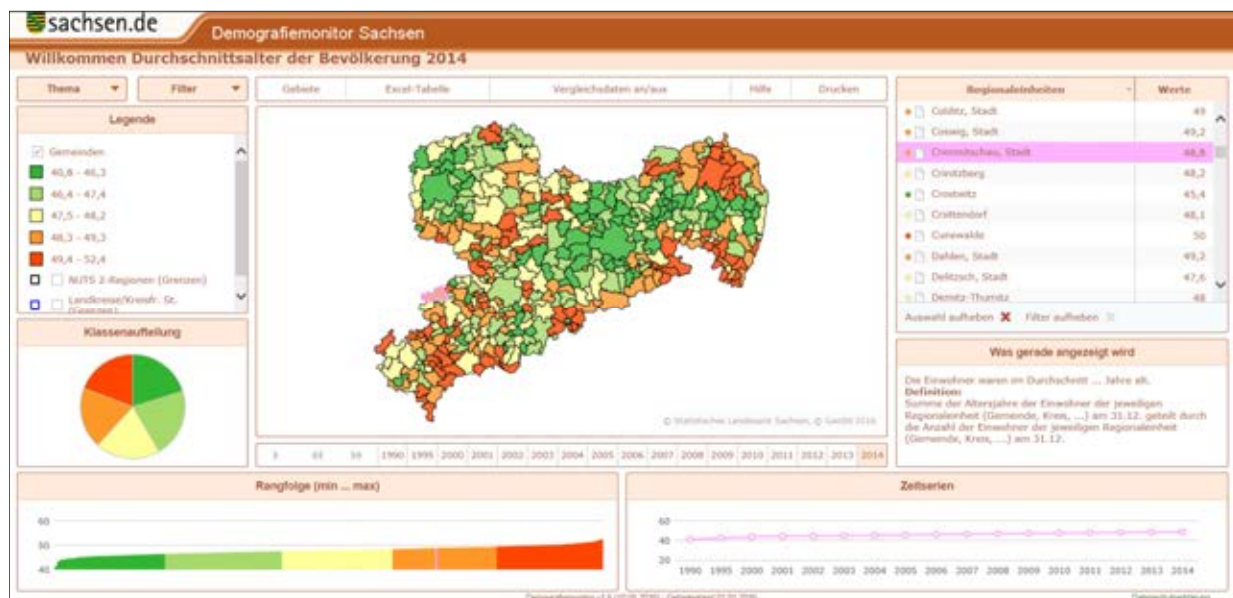 sachsen.de
Demografiemonitor Sachsen
Willkommen Durchschnittsalter der Bevölkerung 2014
Thema
Filter
Gebiete
Excel-Tabelle
Vergleichsdaten an/aus
Hilfe
Drucken
Legende
Gemeinden
40,8 - 46,3
46,4 - 47,4
47,5 - 48,2
48,3 - 49,3
49,4 - 52,4
NUTS 2-Regionen (Grenzen)
Landkreise/Kreisfr. St.
(Grenzen)
Klassenaufteilung
© Statistisches Landesamt Sachsen, © GeoSN 2016
1990 1995 2000 2001 2002 2003 2004 2005 2006 2007 2008 2009 2010 2011 2012 2013 2014
Regionaleinheiten Werte
Colditz, Stadt 49
Coswig, Stadt 49,2
Crimmitschau, Stadt 48,8
Crinitzberg 48,2
Crostwitz 45,4
Crottendorf 48,1
Cunewalde 50
Dahlen, Stadt 49,2
Delitzsch, Stadt 47,6
Demitz-Thumitz 48
Auswahl aufheben
Filter aufheben
Was gerade angezeigt wird
Die Einwohner waren im Durchschnitt ... Jahre alt.
Definition:
Summe der Altersjahre der Einwohner der jeweiligen
Regionaleinheit (Gemeinde, Kreis, ...) am 31.12. geteilt durch
die Anzahl der Einwohner der jeweiligen Regionaleinheit
(Gemeinde, Kreis, ...) am 31.12.
Rangfolge (min ... max)
60
50
40
Zeitserien
60
40
20
1990 1995 2000 2001 2002 2003 2004 2005 2006 2007 2008 2009 2010 2011 2012 2013 2014